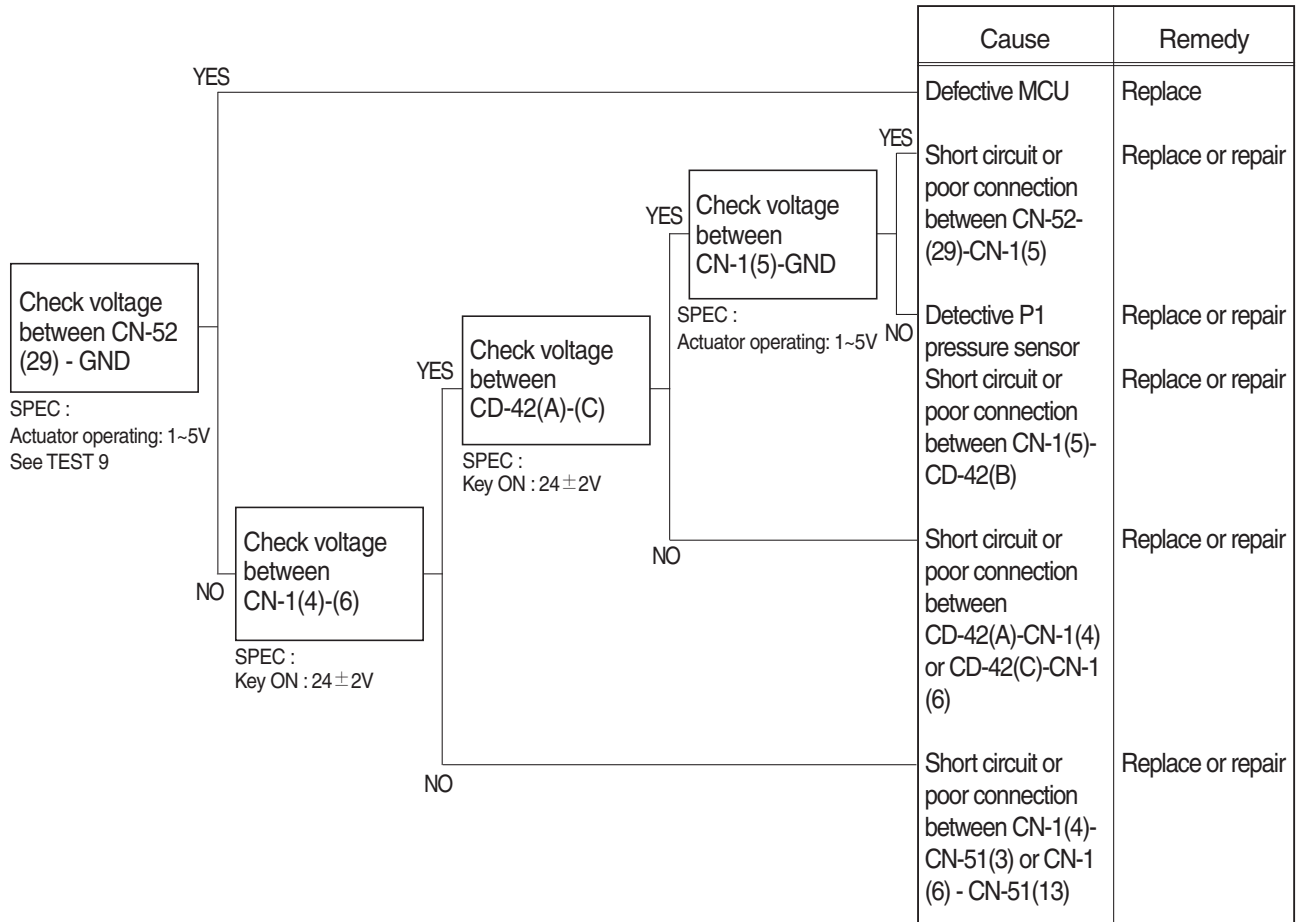 YES
Check voltage
between CN-52
(29) - GND
SPEC :
Actuator operating: 1~5V
See TEST 9
NO
Check voltage
between
CN-1(4)-(6)
SPEC :
Key ON : 24±2V
YES
Check voltage
between
CD-42(A)-(C)
SPEC :
Key ON : 24±2V
NO
YES
Check voltage
between
CN-1(5)-GND
SPEC :
Actuator operating: 1~5V
YES
NO
NO
Cause
Remedy
Defective MCU
Replace
Short circuit or
poor connection
between CN-52-
(29)-CN-1(5)
Replace or repair
Detective P1
pressure sensor
Replace or repair
Short circuit or
poor connection
between CN-1(5)-
CD-42(B)
Replace or repair
Short circuit or
poor connection
between
CD-42(A)-CN-1(4)
or CD-42(C)-CN-1
(6)
Replace or repair
Short circuit or
poor connection
between CN-1(4)-
CN-51(3) or CN-1
(6) - CN-51(13)
Replace or repair